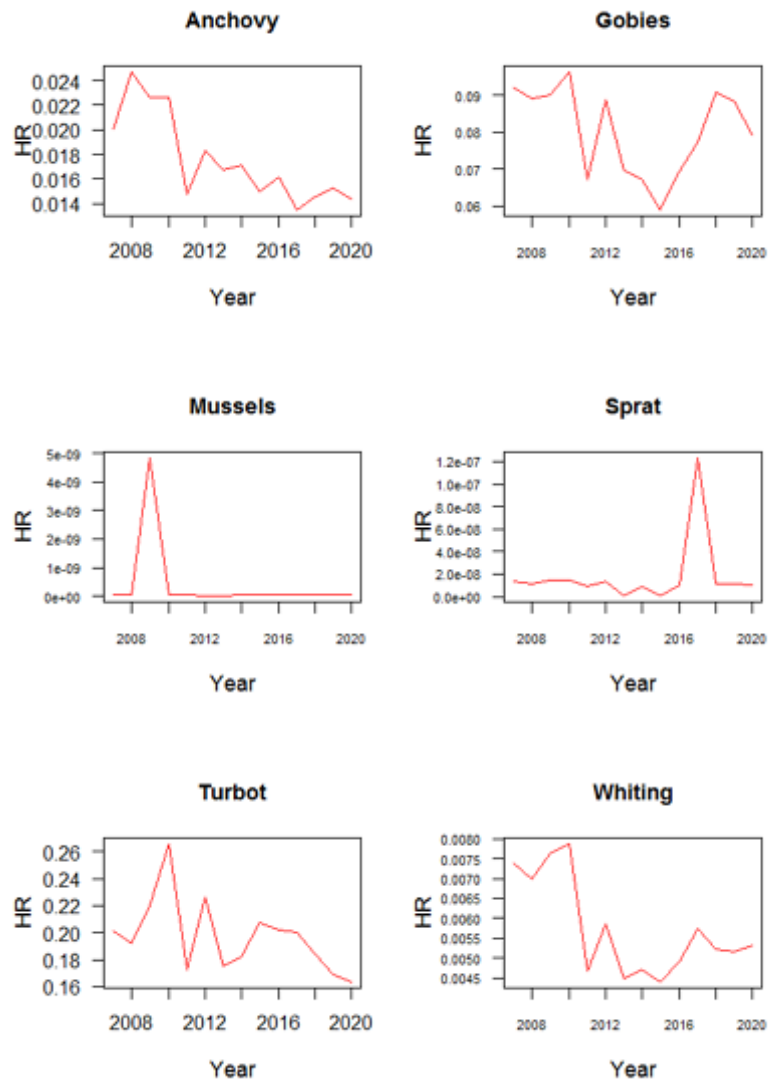 Anchovy
HR
0.024
0.022
0.020
0.018
0.016
0.014
2008 2012 2016 2020
Year
Gobies
HR
0.09
0.08
0.07
0.06
2008 2012 2016 2020
Year
Mussels
HR
5e-09
4e-09
3e-09
2e-09
1e-09
0e+00
2008 2012 2016 2020
Year
Sprat
HR
1.2e-07
1.0e-07
8.0e-08
6.0e-08
4.0e-08
2.0e-08
0.0e+00
2008 2012 2016 2020
Year
Turbot
HR
0.26
0.24
0.22
0.20
0.18
0.16
2008 2012 2016 2020
Year
Whiting
HR
0.0080
0.0075
0.0070
0.0065
0.0060
0.0055
0.0050
0.0045
2008 2012 2016 2020
Year